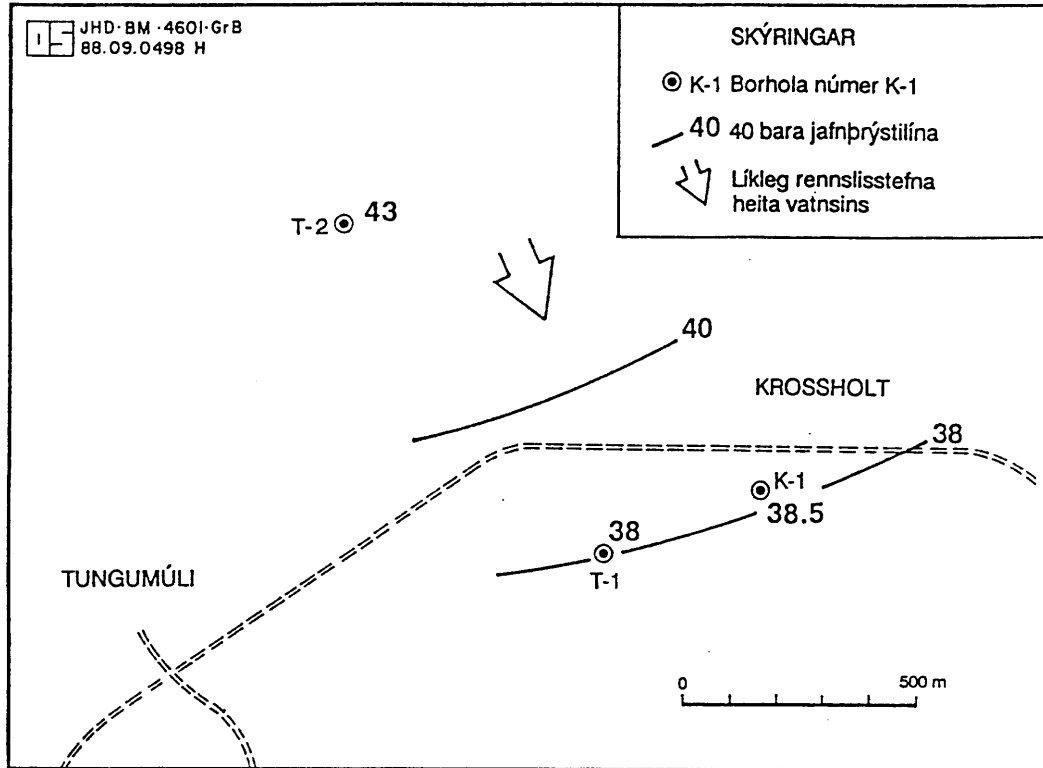 JHD·BM·4601·GrB
88.09.0498 H
SKÝRINGAR
K-1 Borhola númer K-1
40 40 bara jafnþrýstilína
Líkleg rennslisstefna
heita vatnsins
T-2 43
40
KROSSHOLT
38
K-1
38.5
38
T-1
TUNGUMÚLI
0 500 m